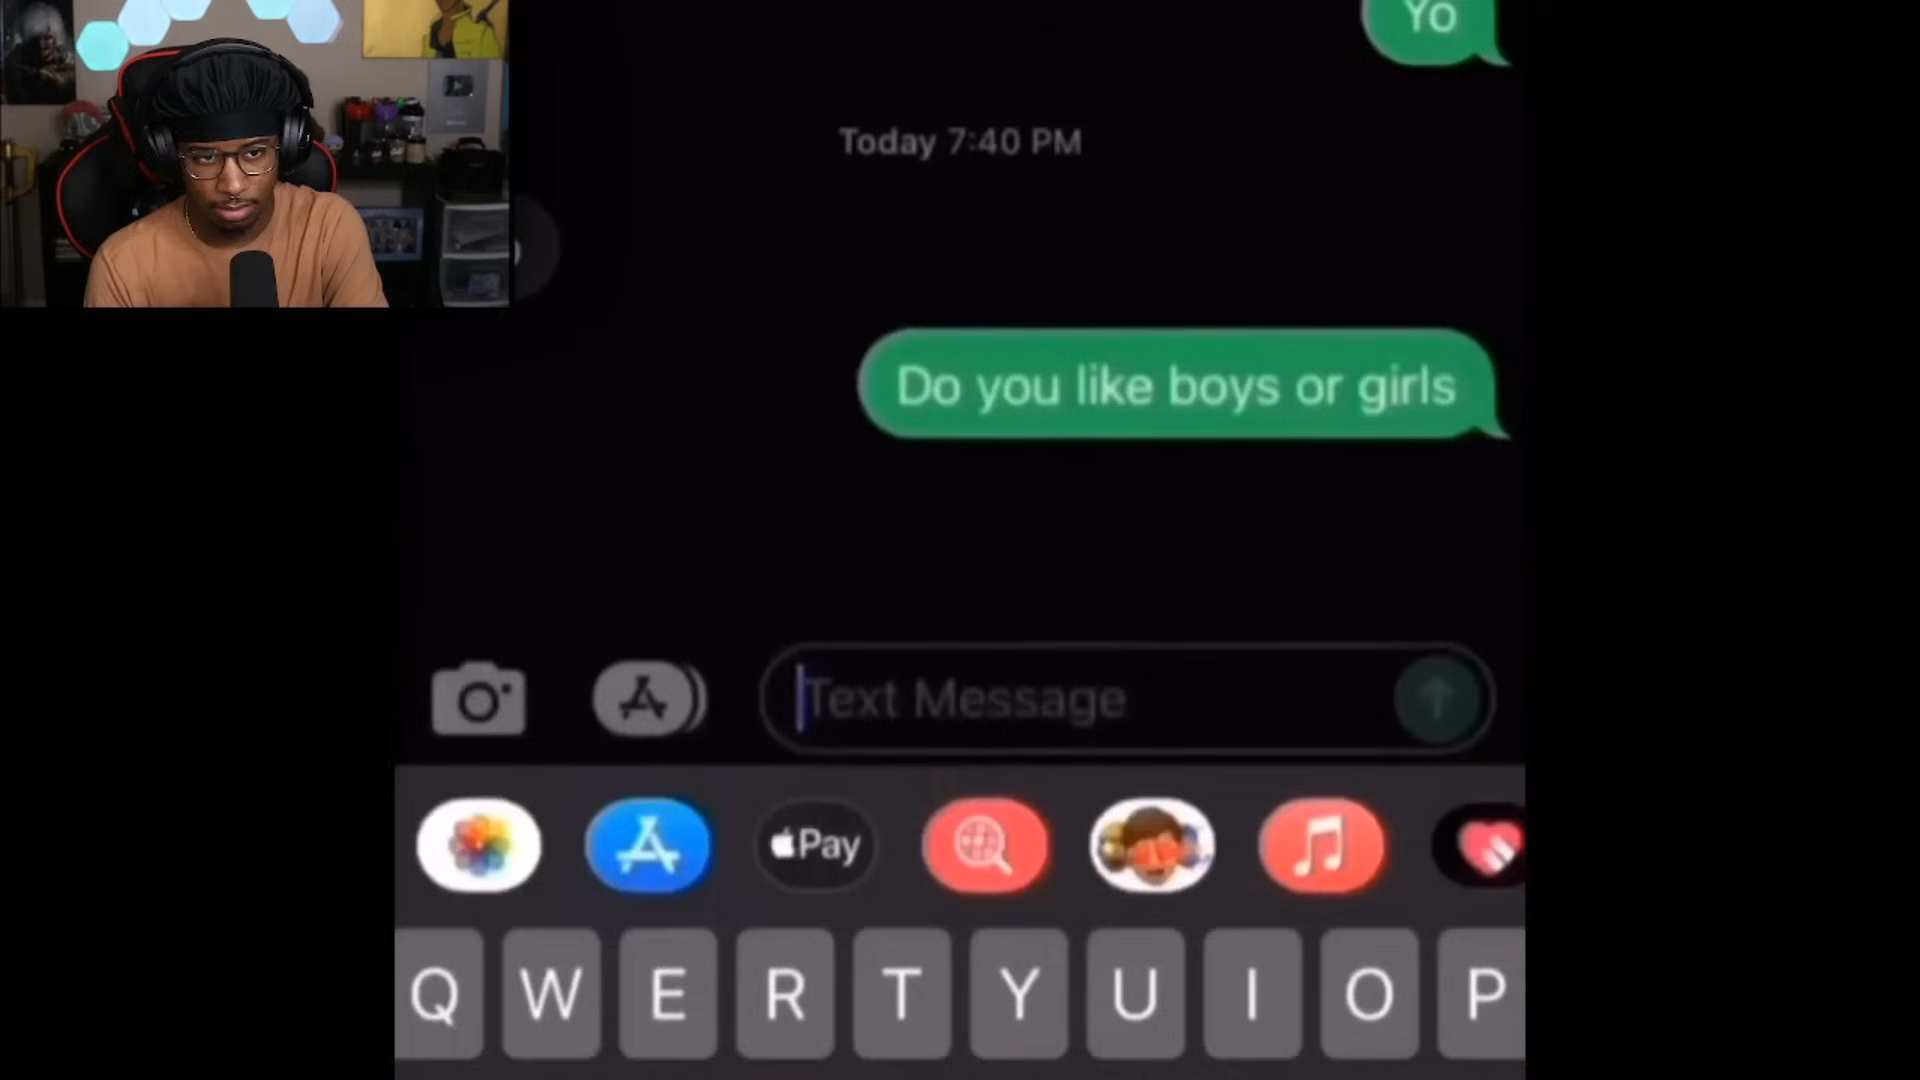 Yo
Today 7:40 PM
Do you like boys or girls
Text Message
Pay
Q W E R T Y U I O P